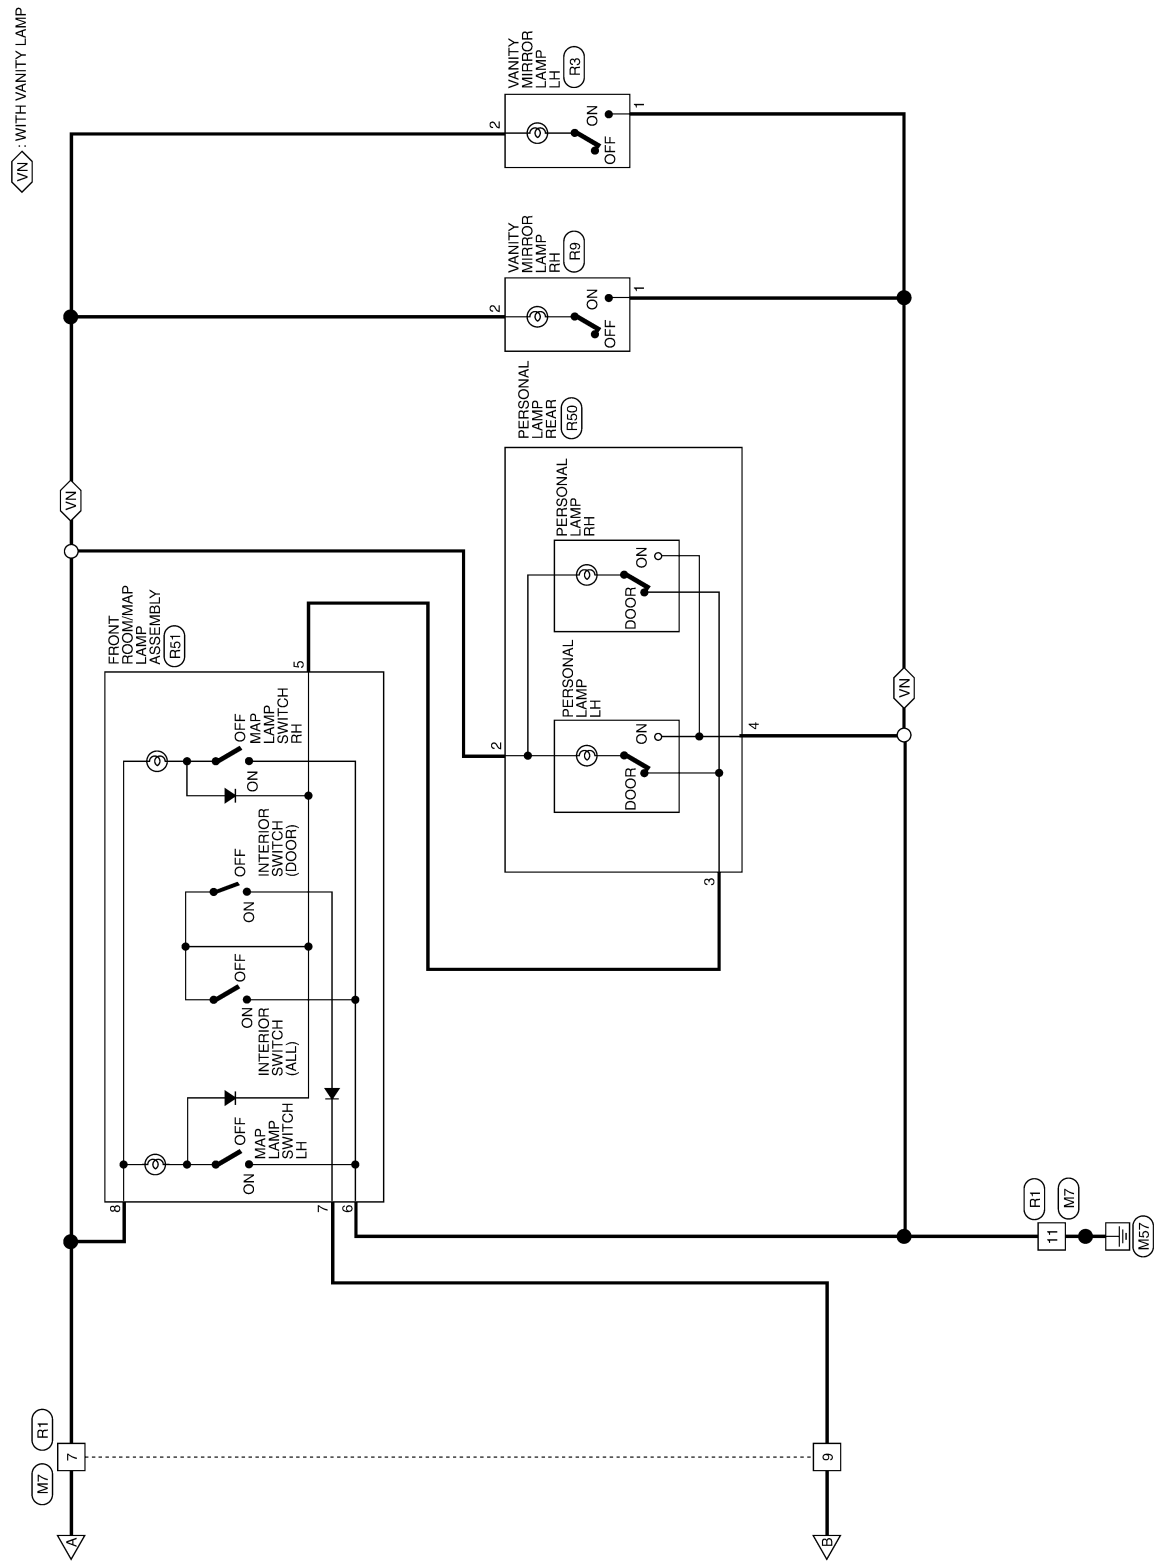 VN : WITH VANITY LAMP
VANITY
MIRROR
LAMP
LH
R3
2
ON
OFF
1
VANITY
MIRROR
LAMP
RH
R9
2
ON
OFF
1
PERSONAL
LAMP
REAR
R50
VN
PERSONAL
LAMP
RH
ON
DOOR
PERSONAL
LAMP
LH
ON
DOOR
2
4
3
VN
FRONT
ROOM/MAP
LAMP
ASSEMBLY
R51
5
OFF
MAP
LAMP
SWITCH
RH
ON
OFF
INTERIOR
SWITCH
(DOOR)
ON
OFF
ON
INTERIOR
SWITCH
(ALL)
OFF
MAP
LAMP
SWITCH
LH
ON
8
7
6
R1
M7
11
M57
M7
R1
7
9
A
B